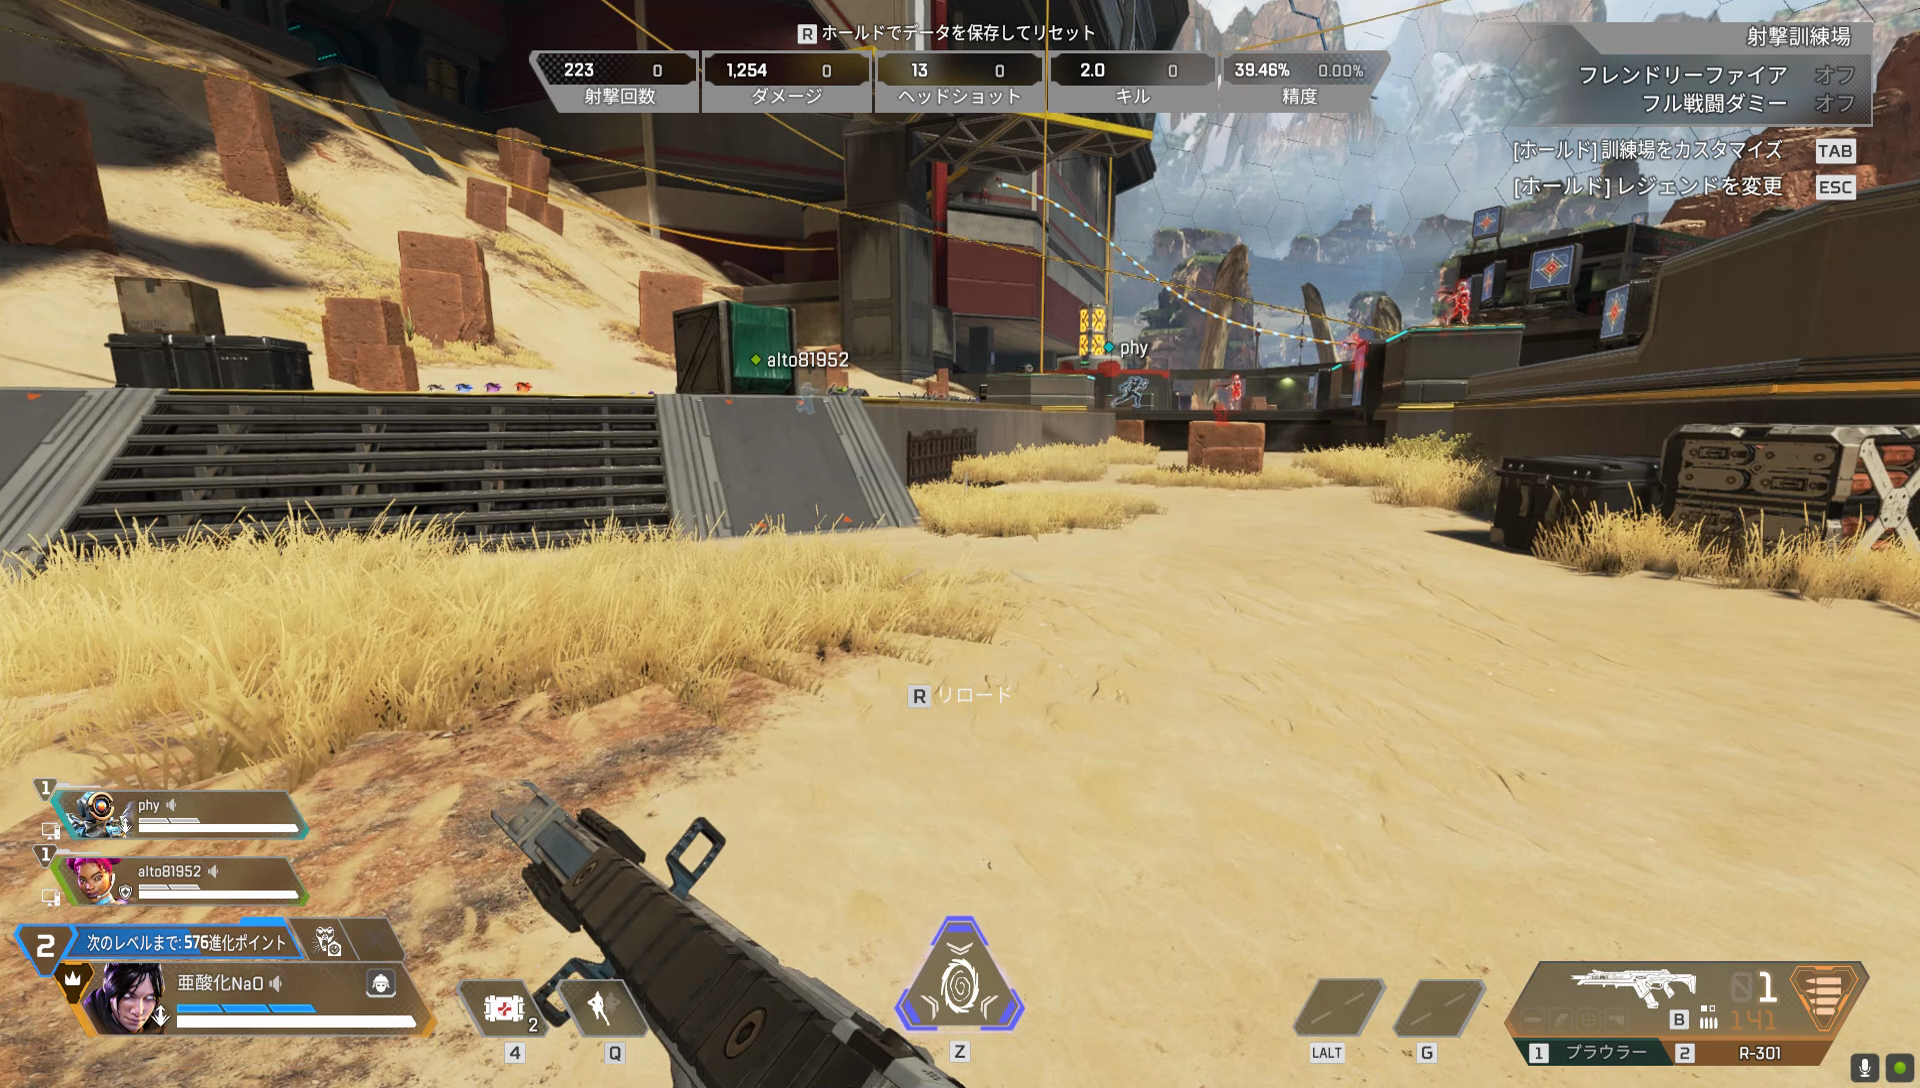 R ホールドでデータを保存してリセット
223 0 1,254 0 13 0 2.0 0 39.46% 0.00%
射撃回数 ダメージ ヘッドショット キル 精度
射撃訓練場
フレンドリーファイア オフ
フル戦闘ダミー オフ
[ホールド]訓練場をカスタマイズ TAB
[ホールド]レジェンドを変更 ESC
phy
alto81952
R リロード
1
phy
1
alto81952
2 次のレベルまで:576進化ポイント
亜酸化NaO
2
4 Q Z LALT G
01
B 141
1 ブラウラー 2 R-301